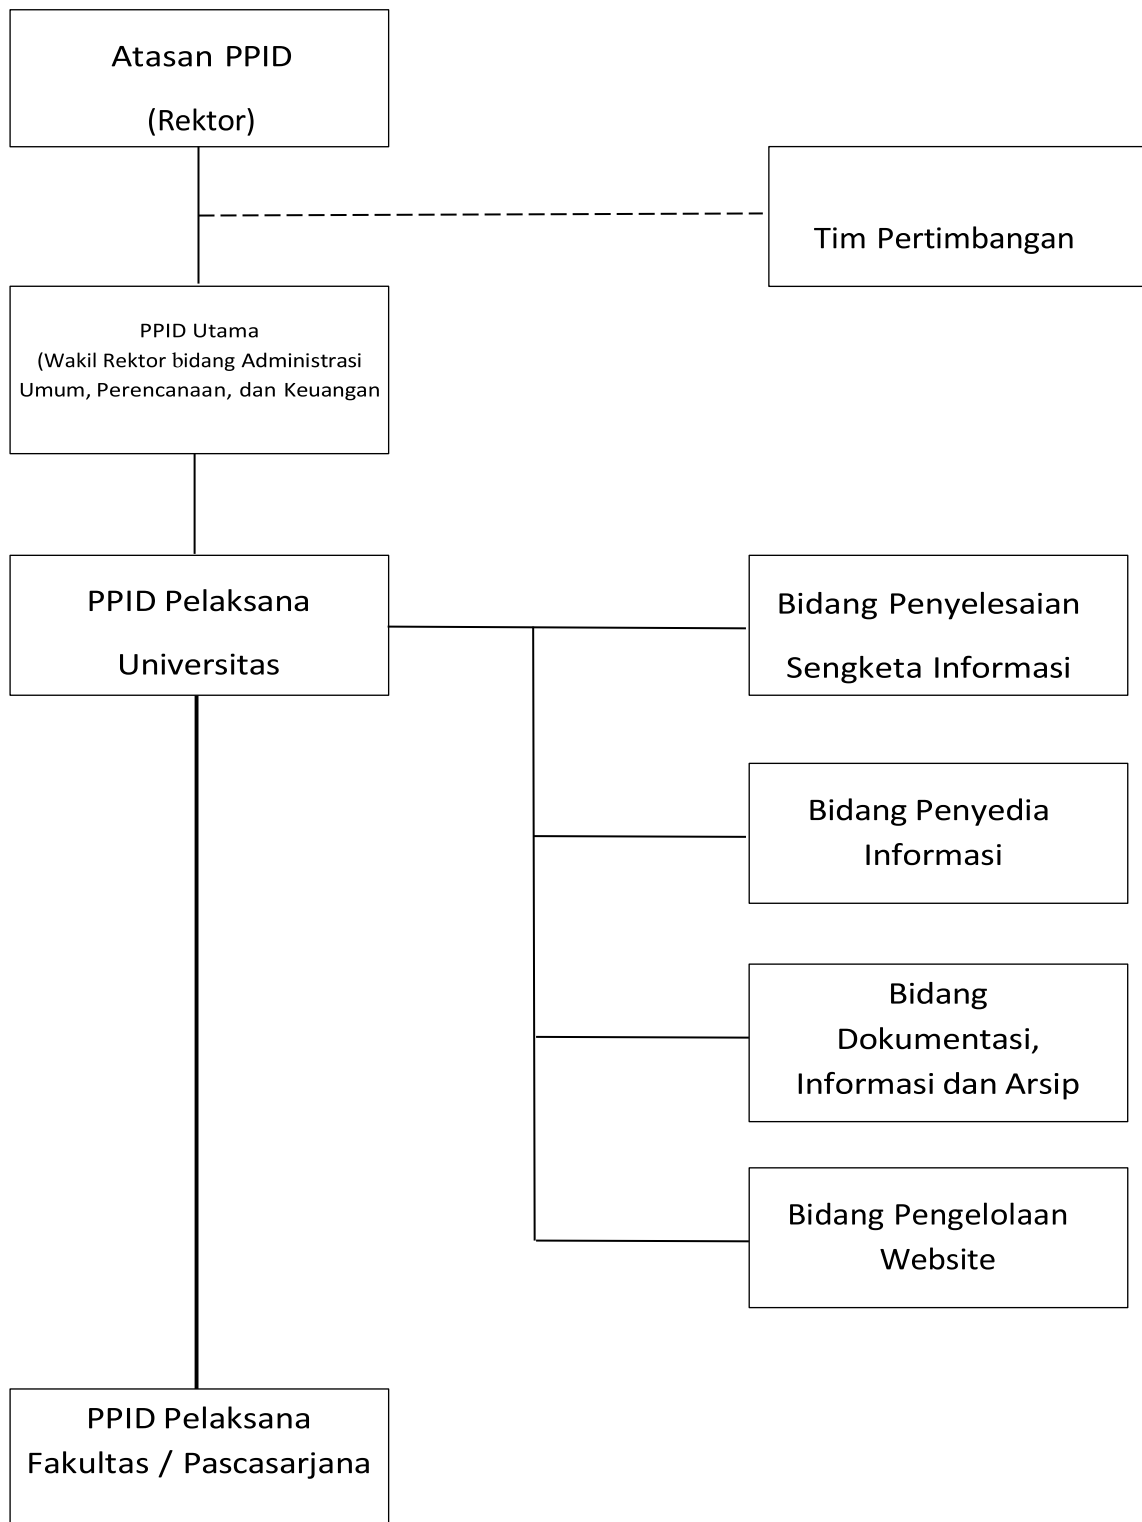 Atasan PPID
(Rektor)
Tim Pertimbangan
PPID Utama
(Wakil Rektor bidang Administrasi
Umum, Perencanaan, dan Keuangan
PPID Pelaksana
Universitas
Bidang Penyelesaian
Sengketa Informasi
Bidang Penyedia
Informasi
Bidang
Dokumentasi,
Informasi dan Arsip
Bidang Pengelolaan
Website
PPID Pelaksana
Fakultas / Pascasarjana